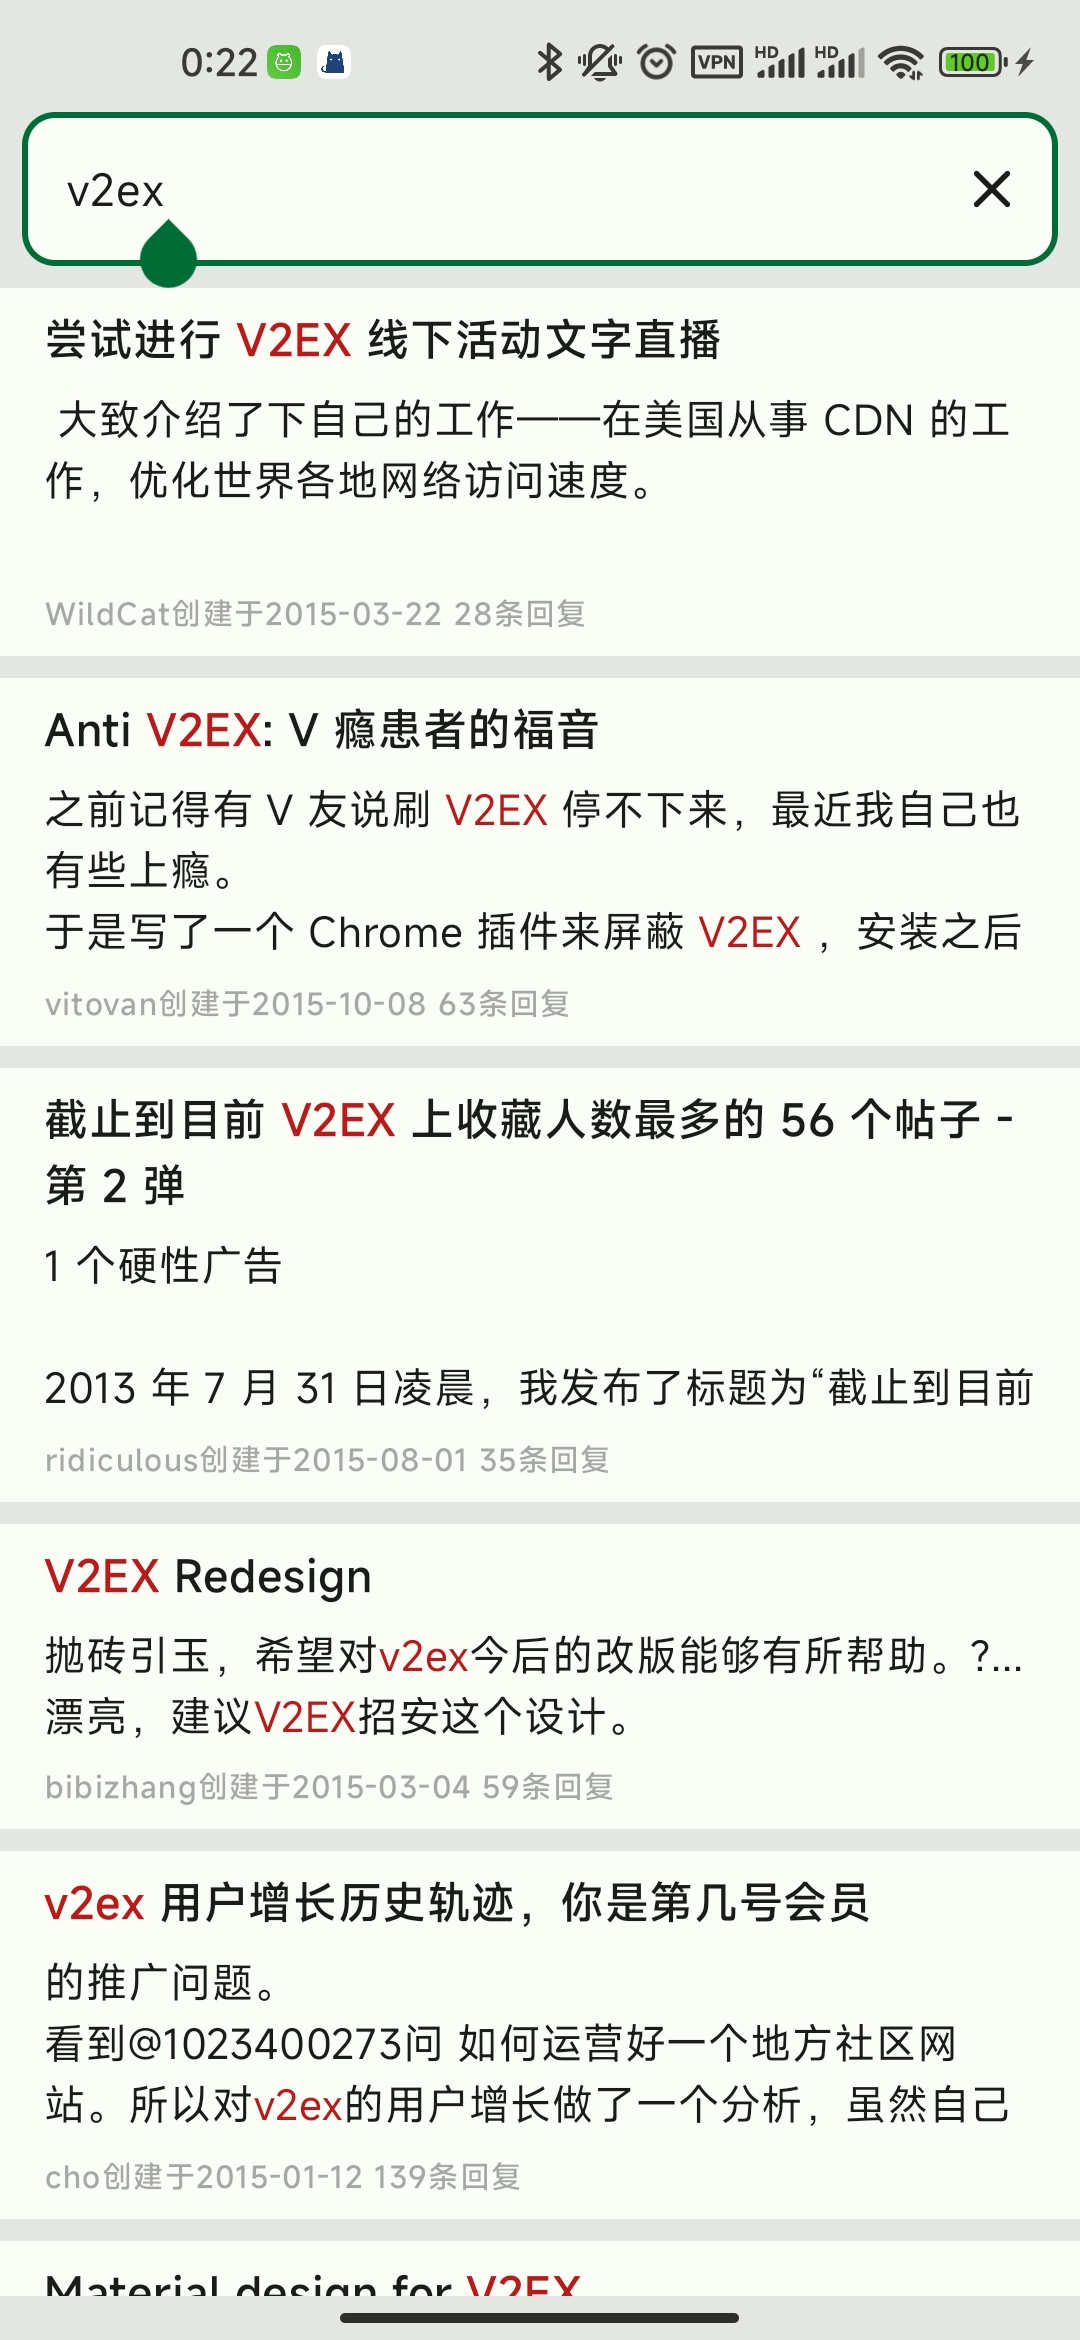 0:22
VPN HD HD 100
v2ex
尝试进行 V2EX 线下活动文字直播
大致介绍了下自己的工作——在美国从事 CDN 的工
作，优化世界各地网络访问速度。
WildCat创建于2015-03-22 28条回复
Anti V2EX: V 瘾患者的福音
之前记得有 V 友说刷 V2EX 停不下来，最近我自己也
有些上瘾。
于是写了一个 Chrome 插件来屏蔽 V2EX ，安装之后
vitovan创建于2015-10-08 63条回复
截止到目前 V2EX 上收藏人数最多的 56 个帖子 -
第 2 弹
1 个硬性广告
2013 年 7 月 31 日凌晨，我发布了标题为“截止到目前
ridiculous创建于2015-08-01 35条回复
V2EX Redesign
抛砖引玉，希望对v2ex今后的改版能够有所帮助。?...
漂亮，建议V2EX招安这个设计。
bibizhang创建于2015-03-04 59条回复
v2ex 用户增长历史轨迹，你是第几号会员
的推广问题。
看到@1023400273问 如何运营好一个地方社区网
站。所以对v2ex的用户增长做了一个分析，虽然自己
cho创建于2015-01-12 139条回复
Material design for V2EX